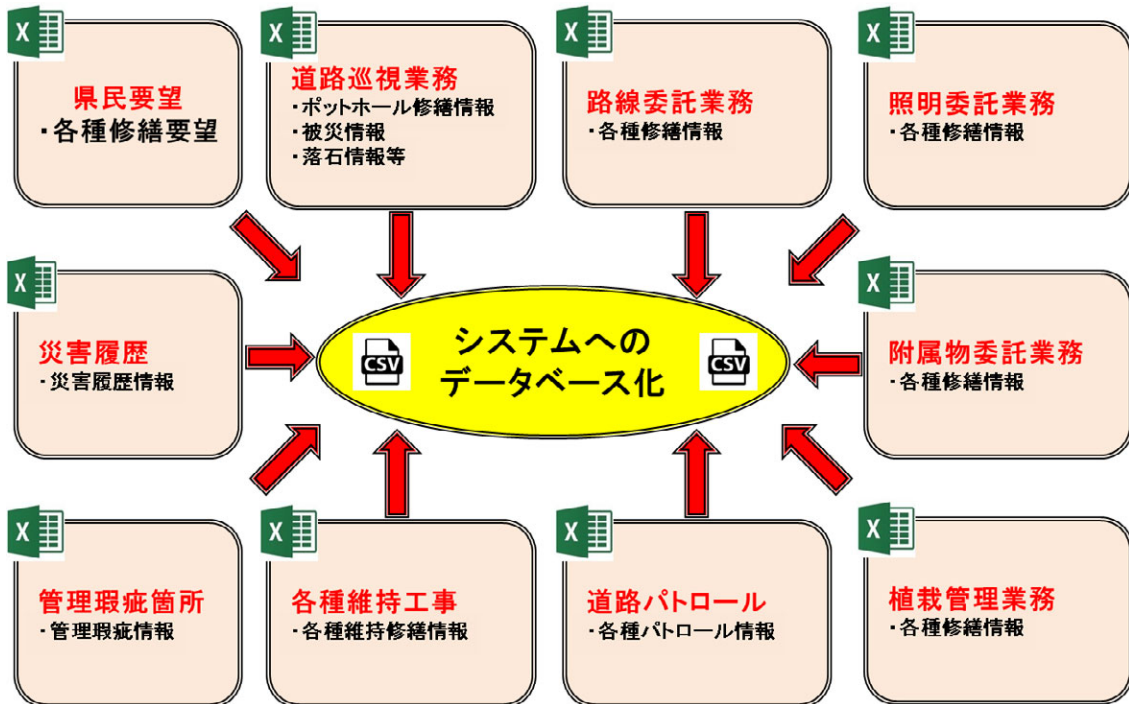 県民要望
・各種修繕要望
道路巡視業務
・ポットホール修繕情報
・被災情報
・落石情報等
路線委託業務
・各種修繕情報
照明委託業務
・各種修繕情報
災害履歴
・災害履歴情報
システムへの
データベース化
CSV
CSV
附属物委託業務
・各種修繕情報
管理瑕疵箇所
・管理瑕疵情報
各種維持工事
・各種維持修繕情報
道路パトロール
・各種パトロール情報
植栽管理業務
・各種修繕情報
X
X
X
X
X
X
X
X
X
X